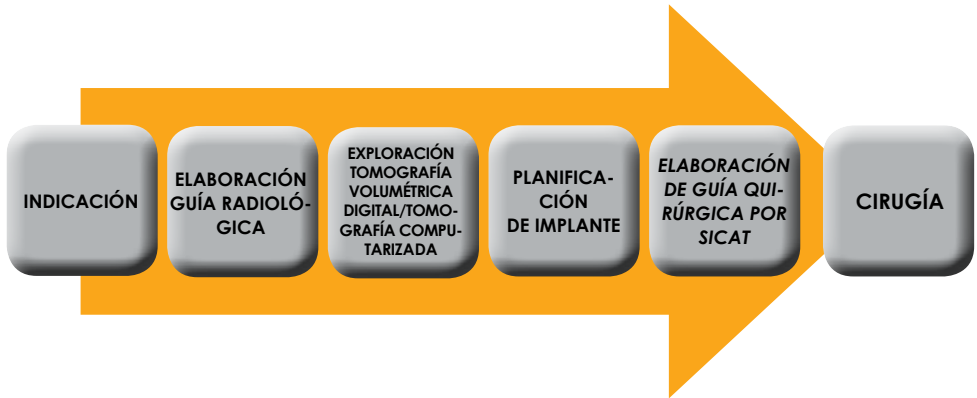 INDICACIÓN
ELABORACIÓN
GUÍA RADIOLÓ-
GICA
EXPLORACIÓN
TOMOGRAFÍA
VOLUMÉTRICA
DIGITAL/TOMO-
GRAFÍA COMPU-
TARIZADA
PLANIFICA-
CIÓN
DE IMPLANTE
ELABORACIÓN
DE GUÍA QUI-
RÚRGICA POR
SICAT
CIRUGÍA